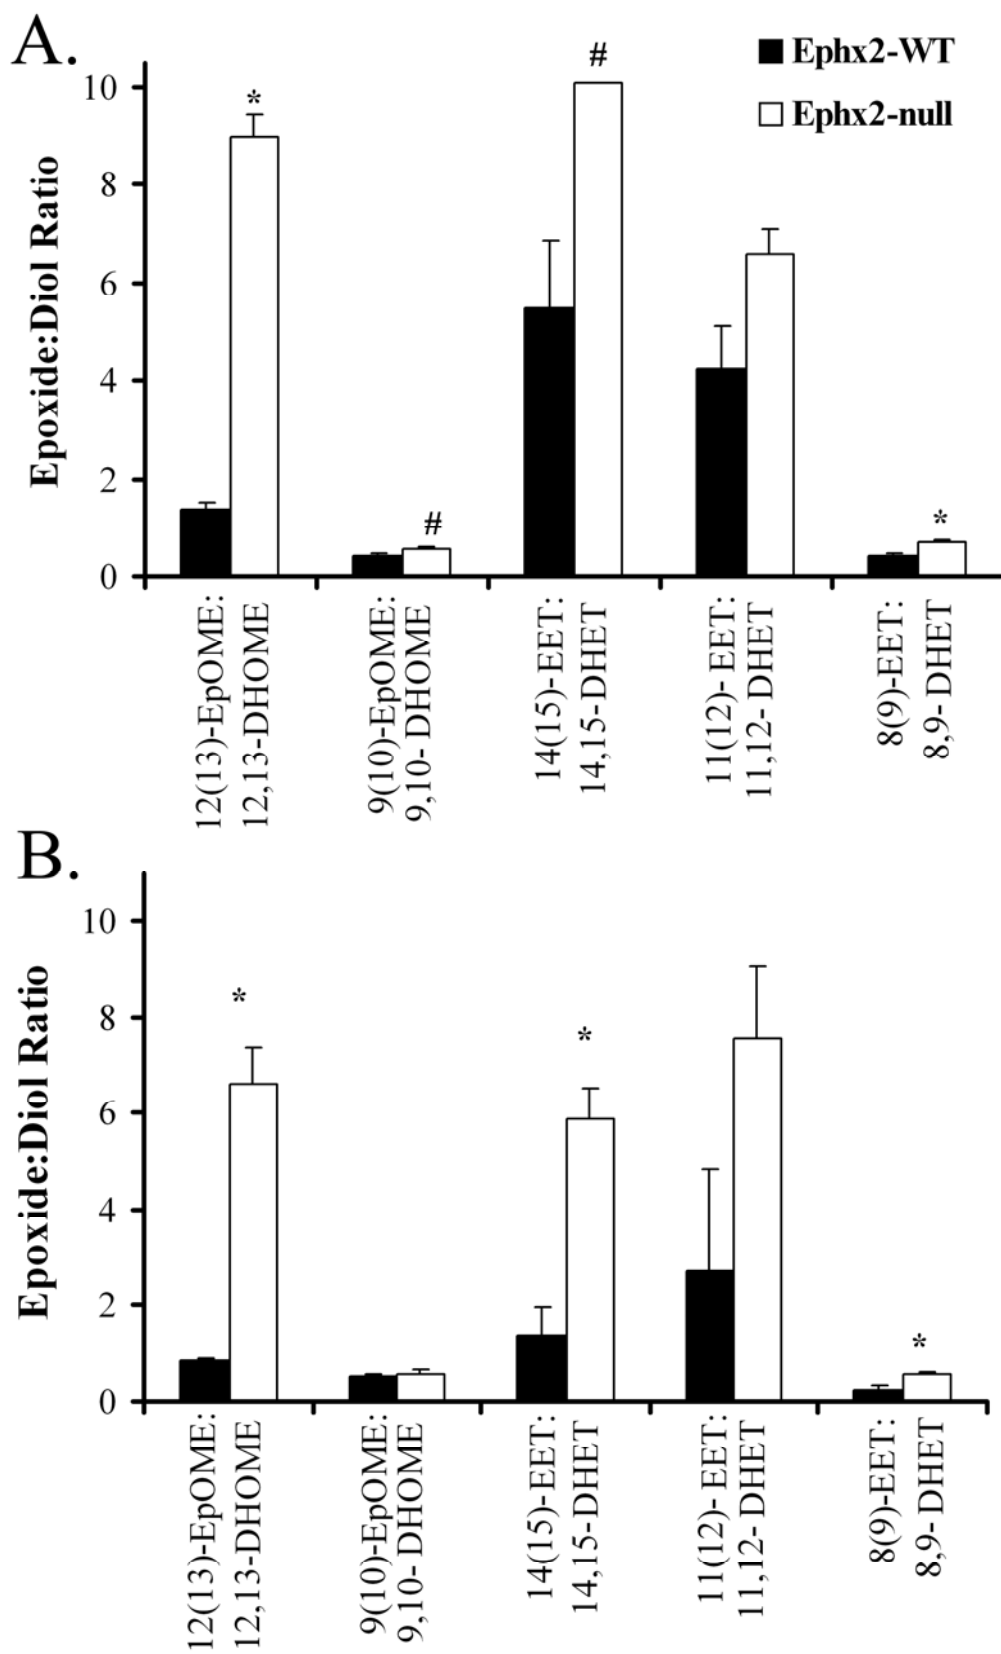 A.
Ephx2-WT
Ephx2-null
Epoxide:Diol Ratio
10
8
6
4
2
0
*
#
#
*
12(13)-EpOME:
12,13-DHOME
9(10)-EpOME:
9,10- DHOME
14(15)-EET:
14,15-DHET
11(12)- EET:
11,12- DHET
8(9)-EET:
8,9- DHET
B.
Epoxide:Diol Ratio
10
8
6
4
2
0
*
*
*
12(13)-EpOME:
12,13-DHOME
9(10)-EpOME:
9,10- DHOME
14(15)-EET:
14,15-DHET
11(12)- EET:
11,12- DHET
8(9)-EET:
8,9- DHET